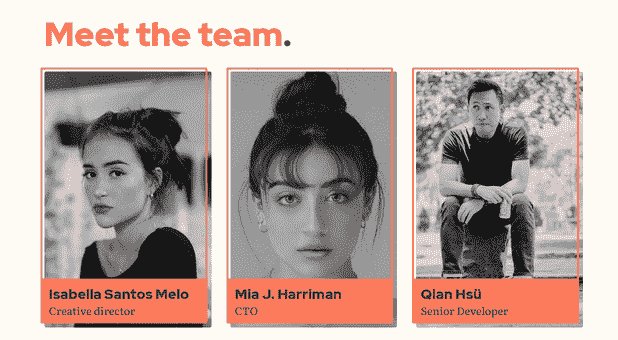 Meet the team.
Isabella Santos Melo
Creative director
Mia J. Harriman
CTO
Qian Hsü
Senior Developer